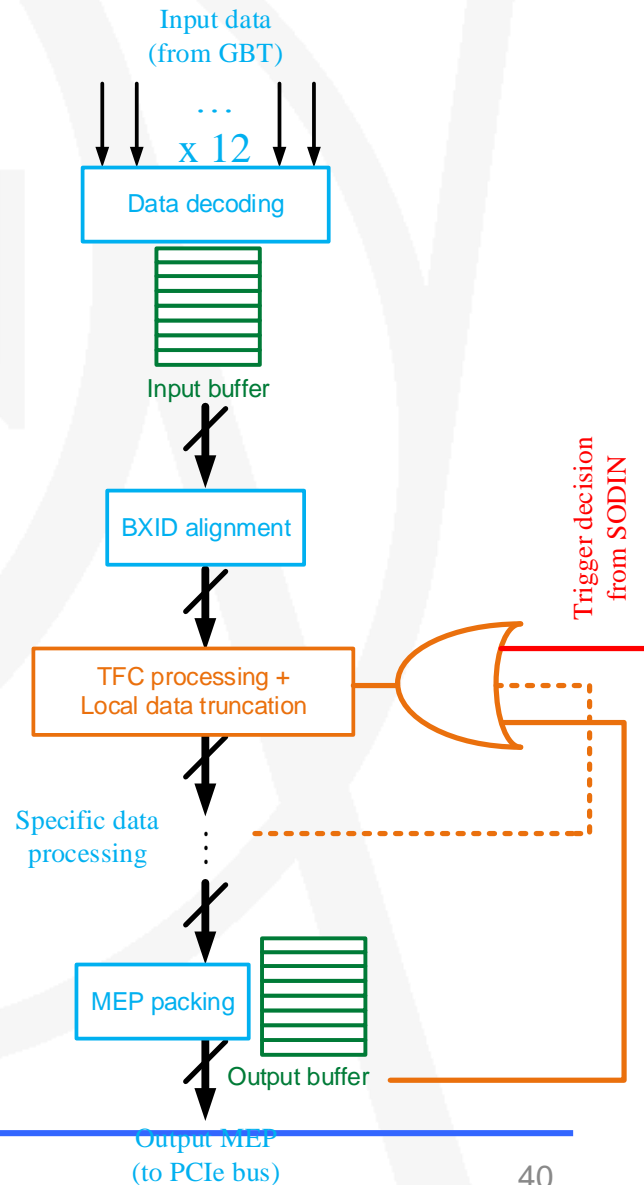 Input data
(from GBT)
...
x 12
Data decoding
Input buffer
BXID alignment
Trigger decision
from SODIN
TFC processing +
Local data truncation
Specific data
processing
MEP packing
Output buffer
Output MEP
(to PCIe bus)
40